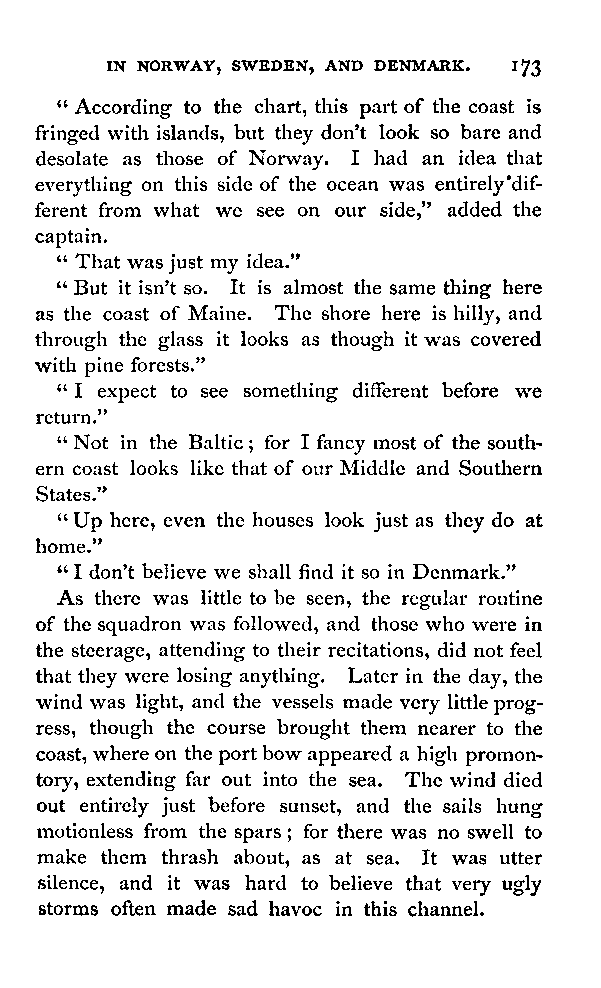 IN NORWAY, SWEDEN, AND DENMARK. 173
“ According to the chart, this part of the coast is
fringed with islands, but they don’t look so bare and
desolate as those of Norway. I had an idea that
everything on this side of the ocean was entirely dif-
ferent from what we see on our side,” added the
captain.
“ That was just my idea.”
“ But it isn’t so. It is almost the same thing here
as the coast of Maine. The shore here is hilly, and
through the glass it looks as though it was covered
with pine forests.”
“ I expect to see something different before we
return.”
“ Not in the Baltic ; for I fancy most of the south-
ern coast looks like that of our Middle and Southern
States.”
“ Up here, even the houses look just as they do at
home.”
“ I don’t believe we shall find it so in Denmark.”
As there was little to be seen, the regular routine
of the squadron was followed, and those who were in
the steerage, attending to their recitations, did not feel
that they were losing anything. Later in the day, the
wind was light, and the vessels made very little prog-
ress, though the course brought them nearer to the
coast, where on the port bow appeared a high promon-
tory, extending far out into the sea. The wind died
out entirely just before sunset, and the sails hung
motionless from the spars ; for there was no swell to
make them thrash about, as at sea. It was utter
silence, and it was hard to believe that very ugly
storms often made sad havoc in this channel.